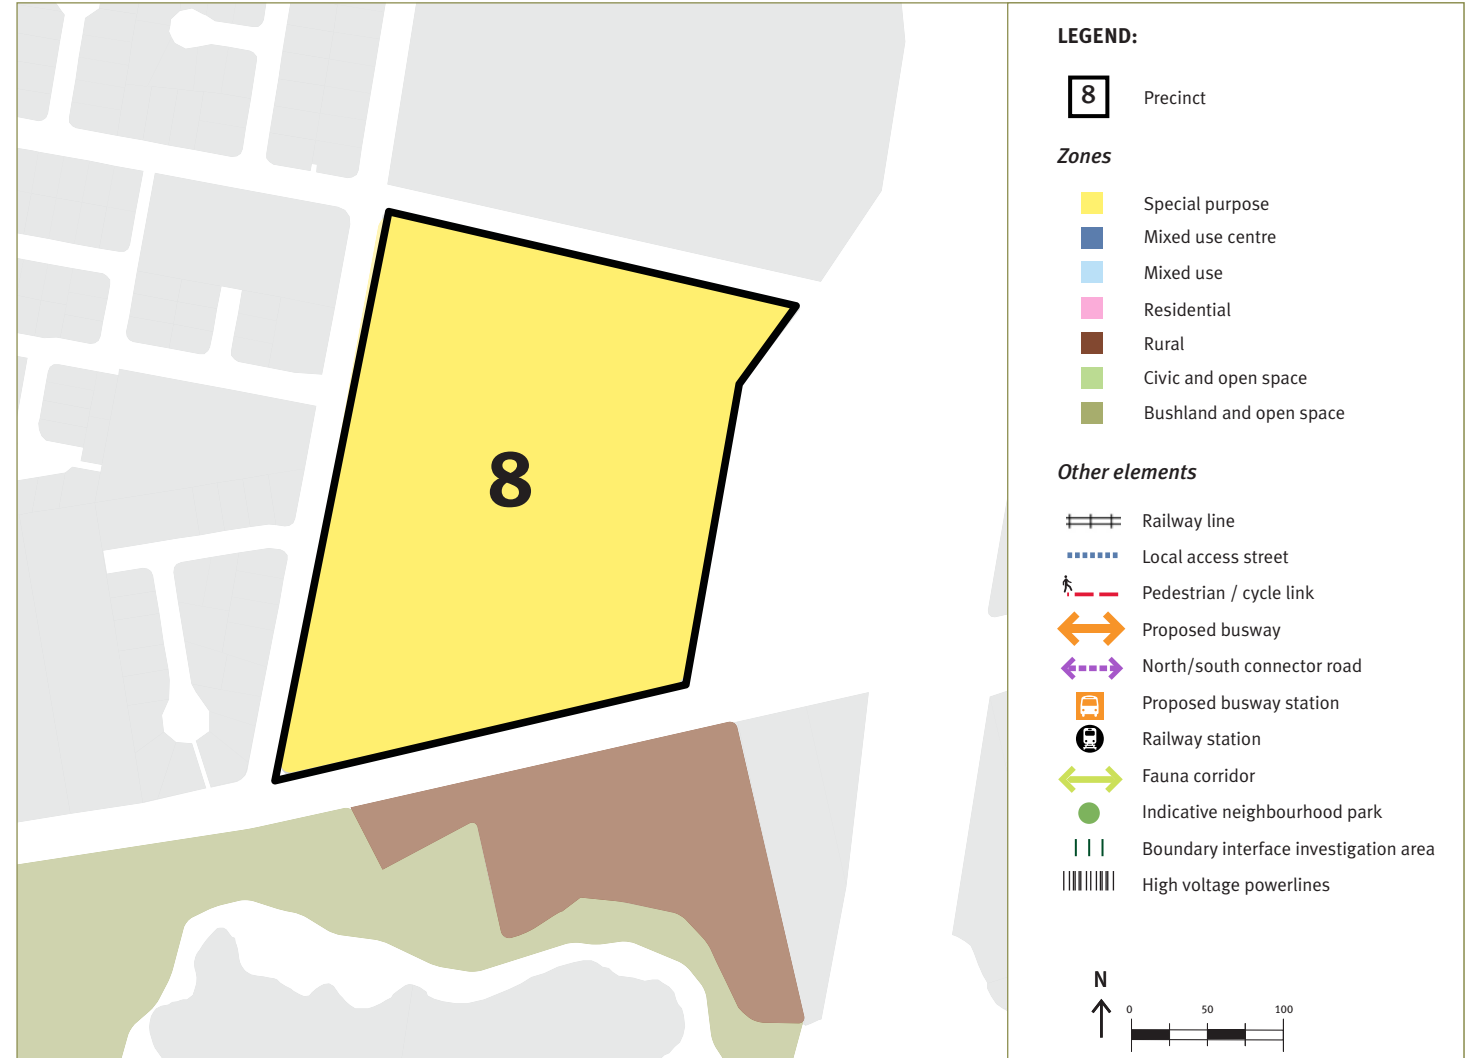 8
LEGEND:
8
Precinct
Zones
Special purpose
Mixed use centre
Mixed use
Residential
Rural
Civic and open space
Bushland and open space
Other elements
Railway line
Local access street
Pedestrian / cycle link
Proposed busway
North/south connector road
Proposed busway station
Railway station
Fauna corridor
Indicative neighbourhood park
Boundary interface investigation area
High voltage powerlines
N
0 50 100